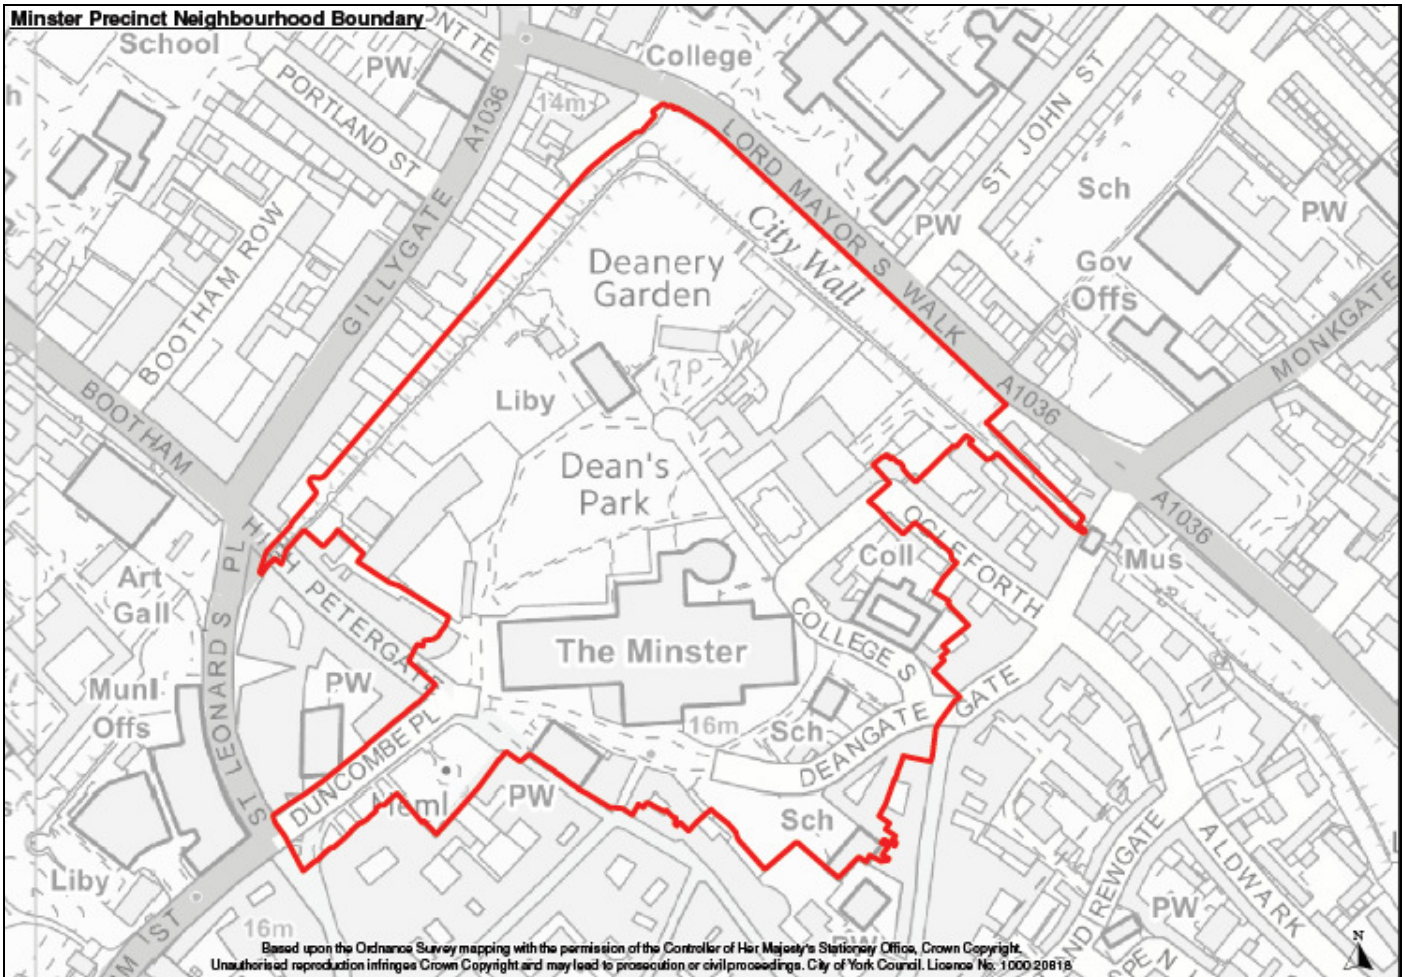 Minster Precinct Neighbourhood Boundary
School
PW
PORTLAND ST
A1036
14m
College
LORD MAYOR'S WALK
ST JOHN ST
Sch
PW
PW
Gov
Offs
MONKGATE
City Wall
Deanery
Garden
GILLYGATE
BOOTHAM ROW
BOOTHAM
Liby
Dean's
Park
A1036
A1036
Mus
OGLEFORTH
Coll
HIGH PETERGATE
Art
Gall
ST LEONARD'S PL
The Minster
COLLEGE S
Munl
Offs
PW
16m
Sch
DEANGATE
GATE
DUNCOMBE PL
Meml
PW
Sch
ALDWARK
PW
Liby
16m
ST
Based upon the Ordnance Survey mapping with the permission of the Controller of Her Majesty's Stationery Office, Crown Copyright.
Unauthorised reproduction infringes Crown Copyright and may lead to prosecution or civil proceedings. City of York Council. Licence No. 1000 20818
N